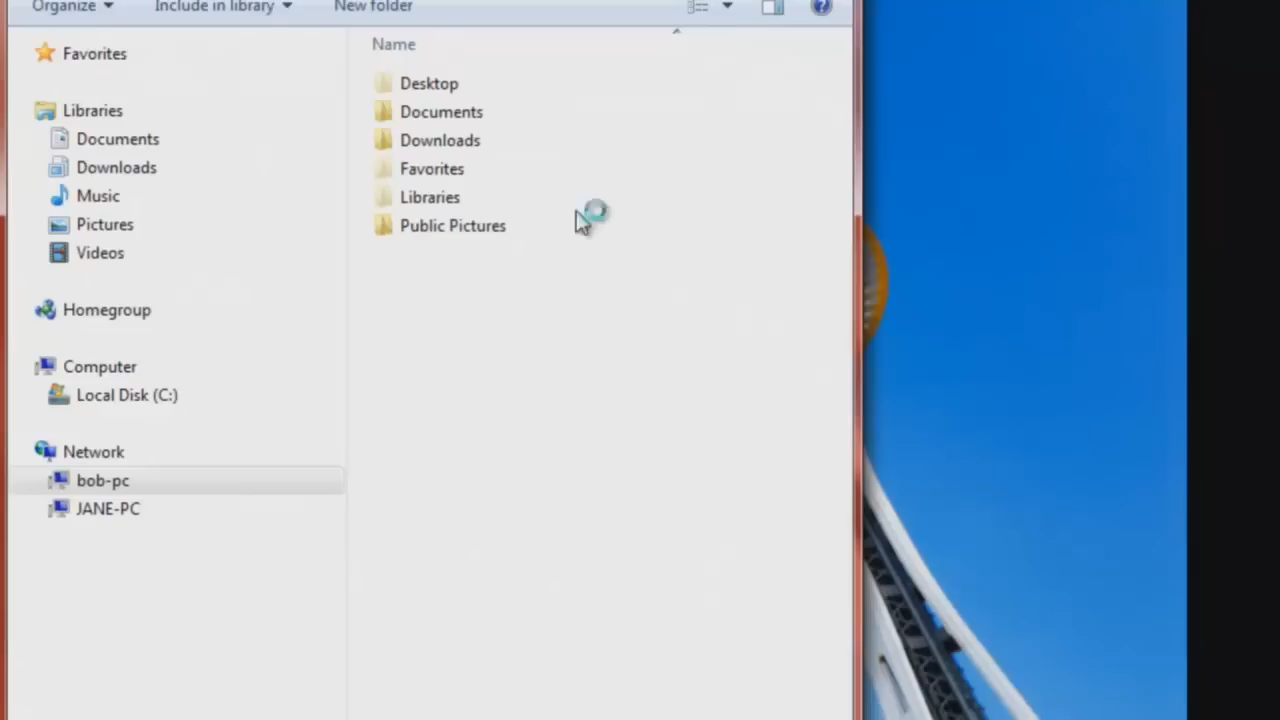 Organize Include in library New folder
Favorites
Libraries
Documents
Downloads
Music
Pictures
Videos
Homegroup
Computer
Local Disk (C:)
Network
bob-pc
JANE-PC
Name
Desktop
Documents
Downloads
Favorites
Libraries
Public Pictures